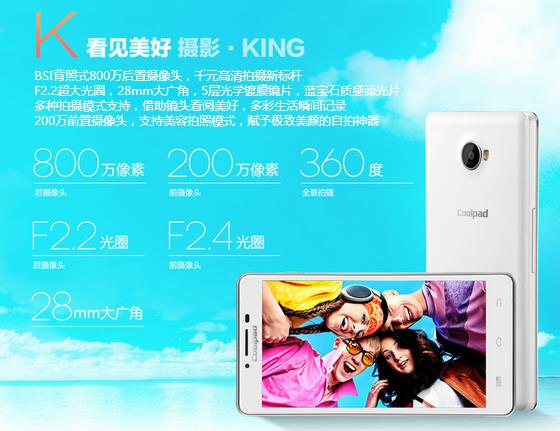 K 看见美好 摄影·KING
BSI背照式800万后置摄像头，千元高清拍摄新标杆
F2.2超大光圈，28mm大广角，5层光学镀膜镜片，蓝宝石质感滤光片
多种拍摄模式支持，借助镜头看阅美好，多彩生活瞬间记录
200万前置摄像头，支持美容拍照模式，赋予极致美颜的自拍神器
800万像素 200万像素 360度
后摄像头 前摄像头 全景拍摄
F2.2光圈 F2.4光圈
后摄像头 前摄像头
28mm大广角
Coolpad
Coolpad